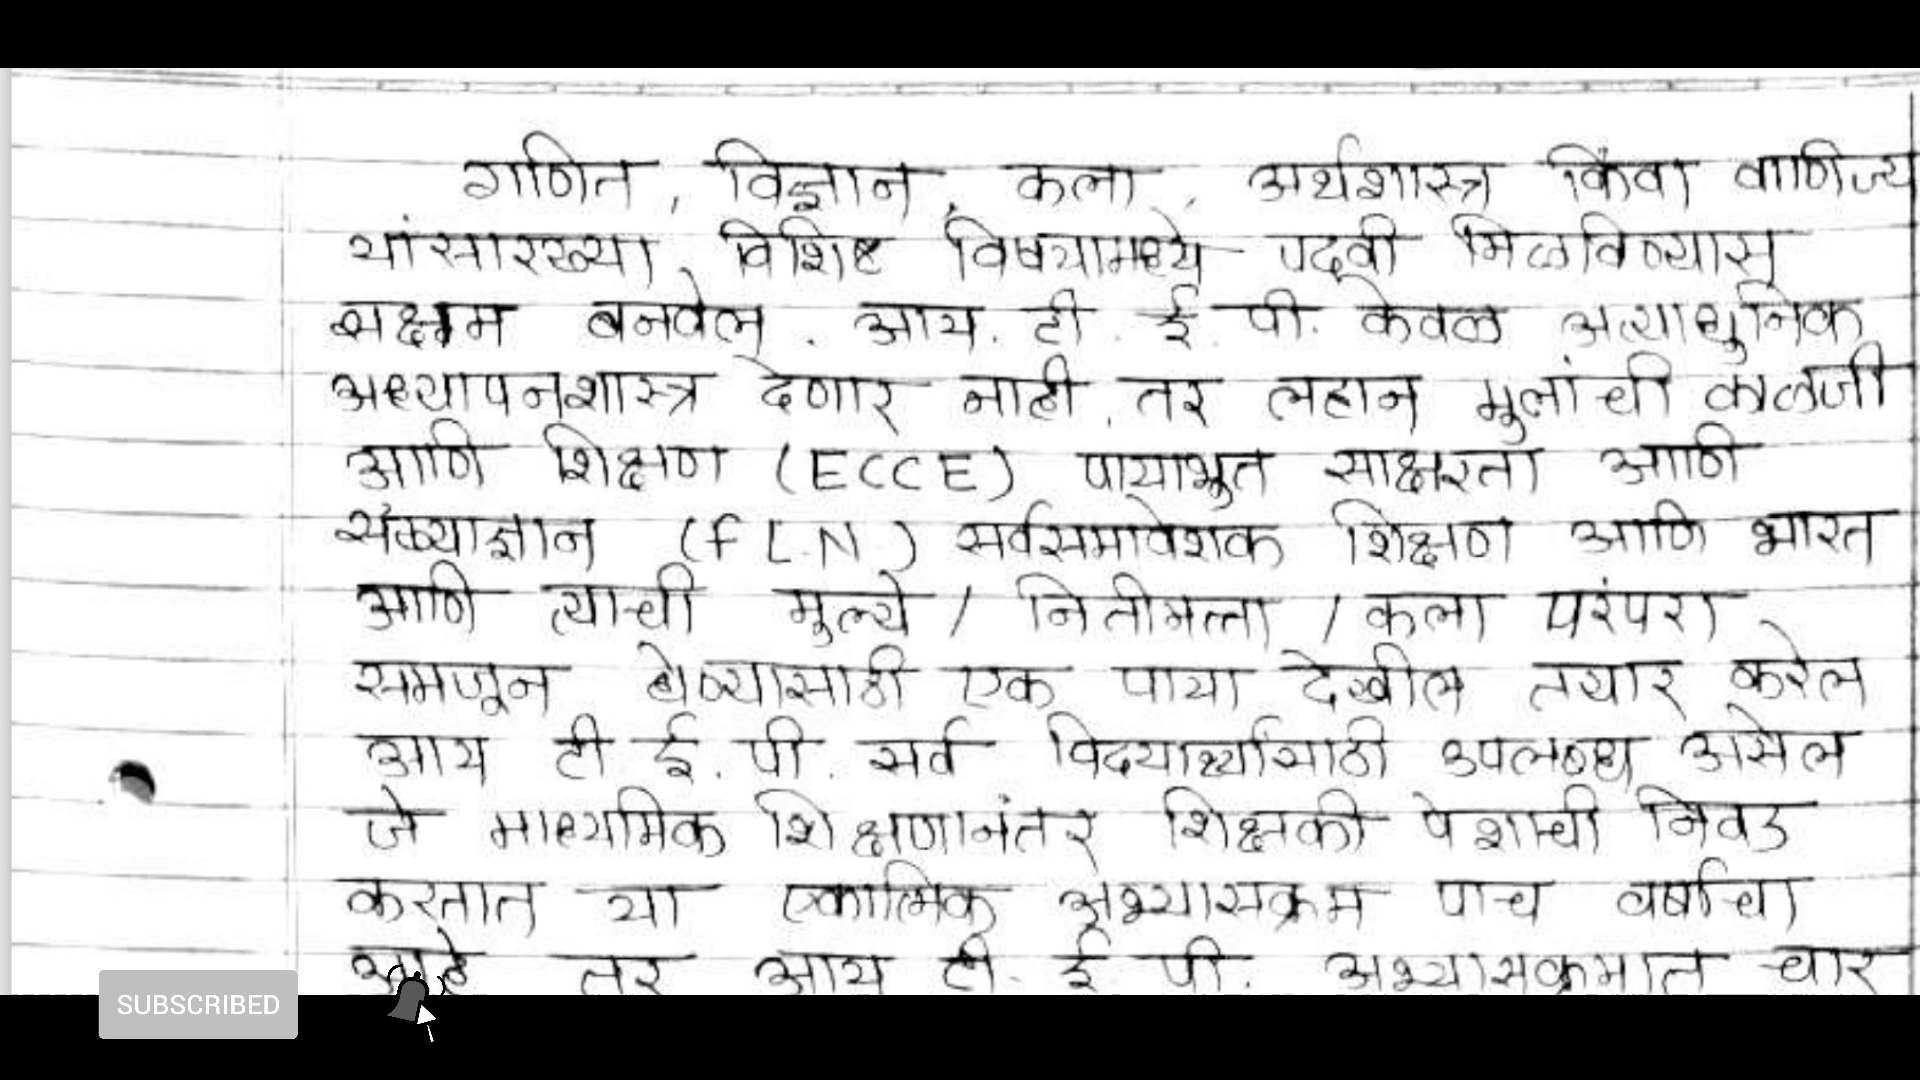 गणित, विज्ञान, कला, अर्थशास्त्र किंवा वाणिज्य
यांसारख्या विशिष्ट विषयामध्ये पदवी मिळविण्यास
सक्षम बनवेल. आय. टी. ई. पी. केवळ अत्याधुनिक
अध्यापनशास्त्र देणार नाही, तर लहान मुलांची काळजी
आणि शिक्षण (ECCE) पायाभुत साक्षरता आणि
संख्याज्ञान (FLN) सर्वसमावेशक शिक्षण आणि भारत
आणि त्याची मुल्ये / नितीमत्ता / कला परंपरा
समजून घेण्यासाठी एक पाया देखील तयार करेल
आय टी. ई. पी. सर्व विद्यार्थ्यांसाठी उपलब्ध असेल
जे माध्यमिक शिक्षणानंतर शिक्षकी पेशाची निवड
करतात या एकात्मिक अभ्यासक्रम पाच वर्षाचा
आहे तर आय टी. ई. पी. अभ्यासक्रमात चार
SUBSCRIBED